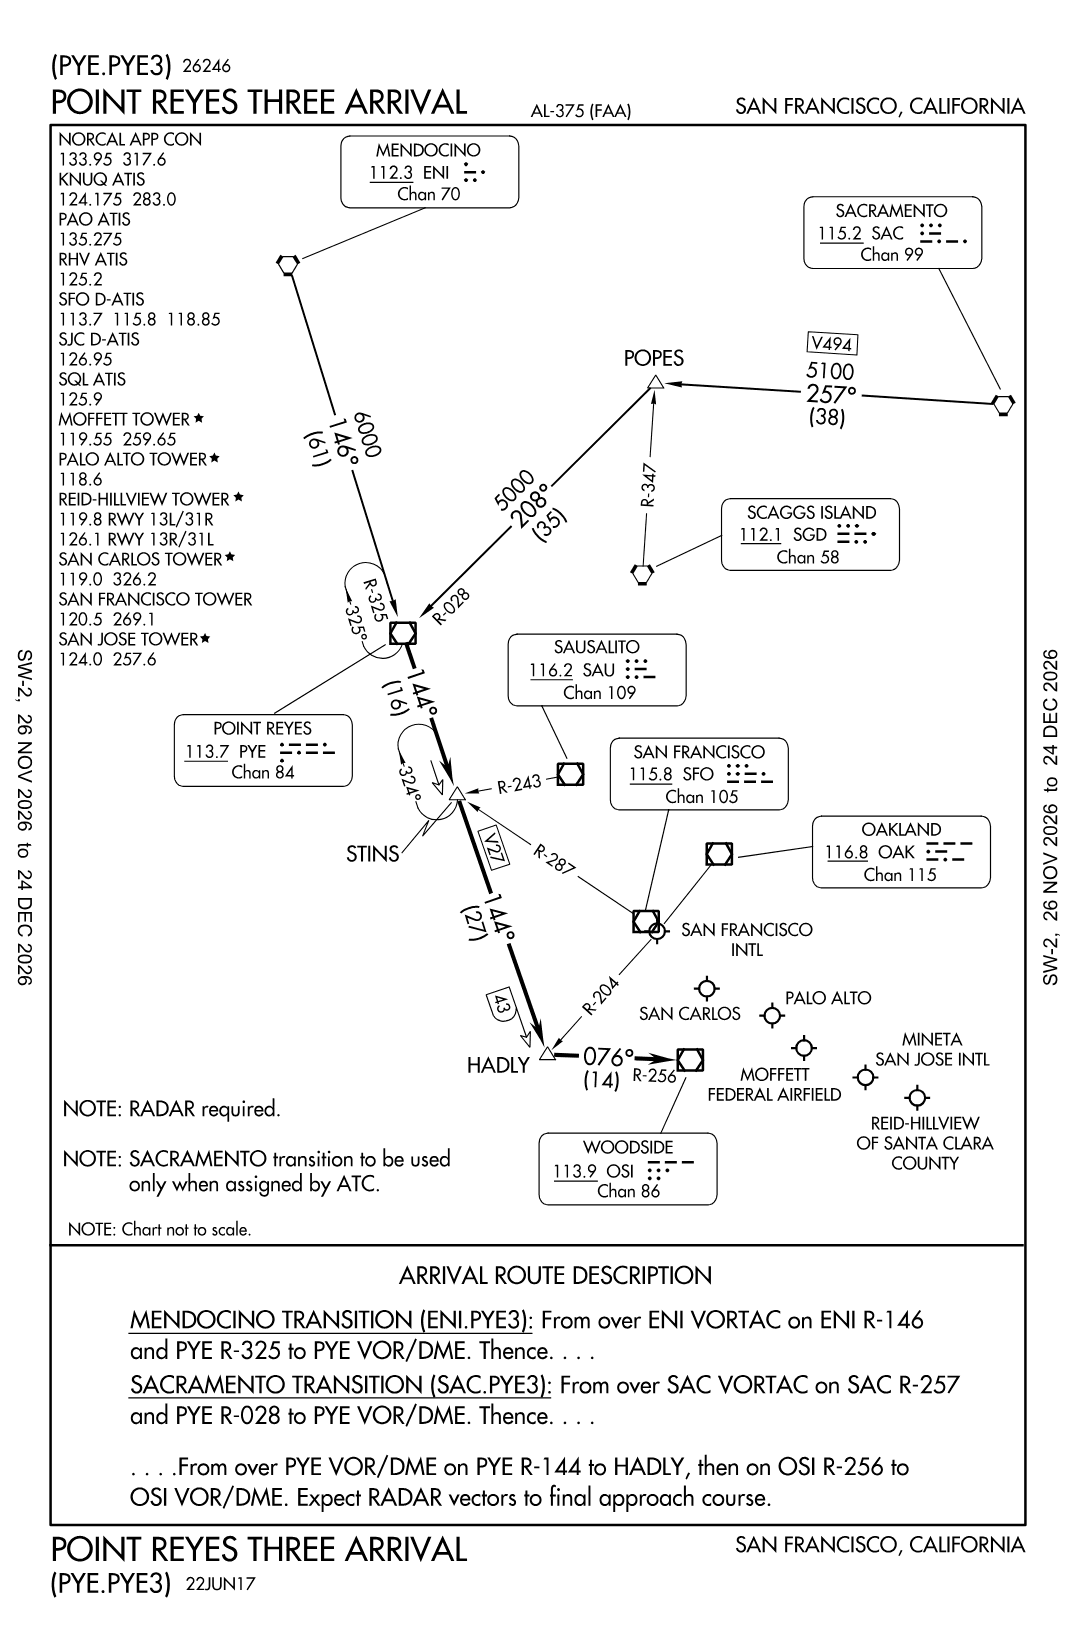 (PYE.PYE3) 26246
POINT REYES THREE ARRIVAL
AL-375 (FAA)
SAN FRANCISCO, CALIFORNIA
NORCAL APP CON
133.95 317.6
KNUQ ATIS
124.175 283.0
PAO ATIS
135.275
RHV ATIS
125.2
SFO D-ATIS
113.7 115.8 118.85
SJC D-ATIS
126.95
SQL ATIS
125.9
MOFFETT TOWER★
119.55 259.65
PALO ALTO TOWER★
118.6
REID-HILLVIEW TOWER★
119.8 RWY 13L/31R
126.1 RWY 13R/31L
SAN CARLOS TOWER★
119.0 326.2
SAN FRANCISCO TOWER
120.5 269.1
SAN JOSE TOWER★
124.0 257.6
MENDOCINO
112.3 ENI
Chan 70
SACRAMENTO
115.2 SAC
Chan 99
V494
5100
257°
(38)
POPES
6000
146°
(61)
5000
208°
(35)
R-347
SCAGGS ISLAND
112.1 SGD
Chan 58
R-325
325°
R-028
SAUSALITO
116.2 SAU
Chan 109
144°
(16)
POINT REYES
113.7 PYE
Chan 84
SAN FRANCISCO
115.8 SFO
Chan 105
R-243
324°
STINS
V27
R-287
OAKLAND
116.8 OAK
Chan 115
144°
(27)
SAN FRANCISCO
INTL
R-204
43
SAN CARLOS
PALO ALTO
HADLY
076°
(14)
R-256
MOFFETT
FEDERAL AIRFIELD
MINETA
SAN JOSE INTL
REID-HILLVIEW
OF SANTA CLARA
COUNTY
WOODSIDE
113.9 OSI
Chan 86
NOTE: RADAR required.
NOTE: SACRAMENTO transition to be used
only when assigned by ATC.
NOTE: Chart not to scale.
SW-2, 26 NOV 2026 to 24 DEC 2026
SW-2, 26 NOV 2026 to 24 DEC 2026
ARRIVAL ROUTE DESCRIPTION
MENDOCINO TRANSITION (ENI.PYE3): From over ENI VORTAC on ENI R-146
and PYE R-325 to PYE VOR/DME. Thence. . . .
SACRAMENTO TRANSITION (SAC.PYE3): From over SAC VORTAC on SAC R-257
and PYE R-028 to PYE VOR/DME. Thence. . . .
. . . .From over PYE VOR/DME on PYE R-144 to HADLY, then on OSI R-256 to
OSI VOR/DME. Expect RADAR vectors to final approach course.
POINT REYES THREE ARRIVAL
(PYE.PYE3) 22JUN17
SAN FRANCISCO, CALIFORNIA